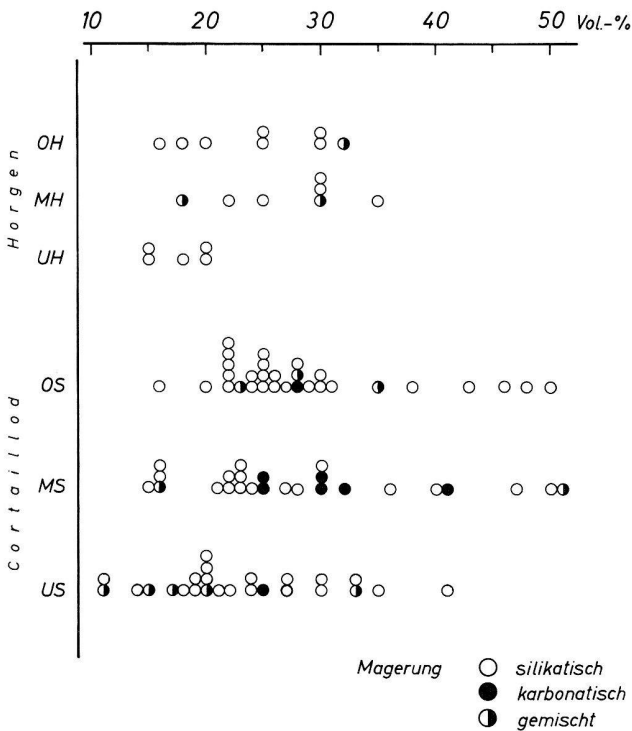 10 20 30 40 50 Vol.-%
Horgen
OH
MH
UH
Cortaillod
OS
MS
US
Magerung silikatisch
karbonatisch
gemischt